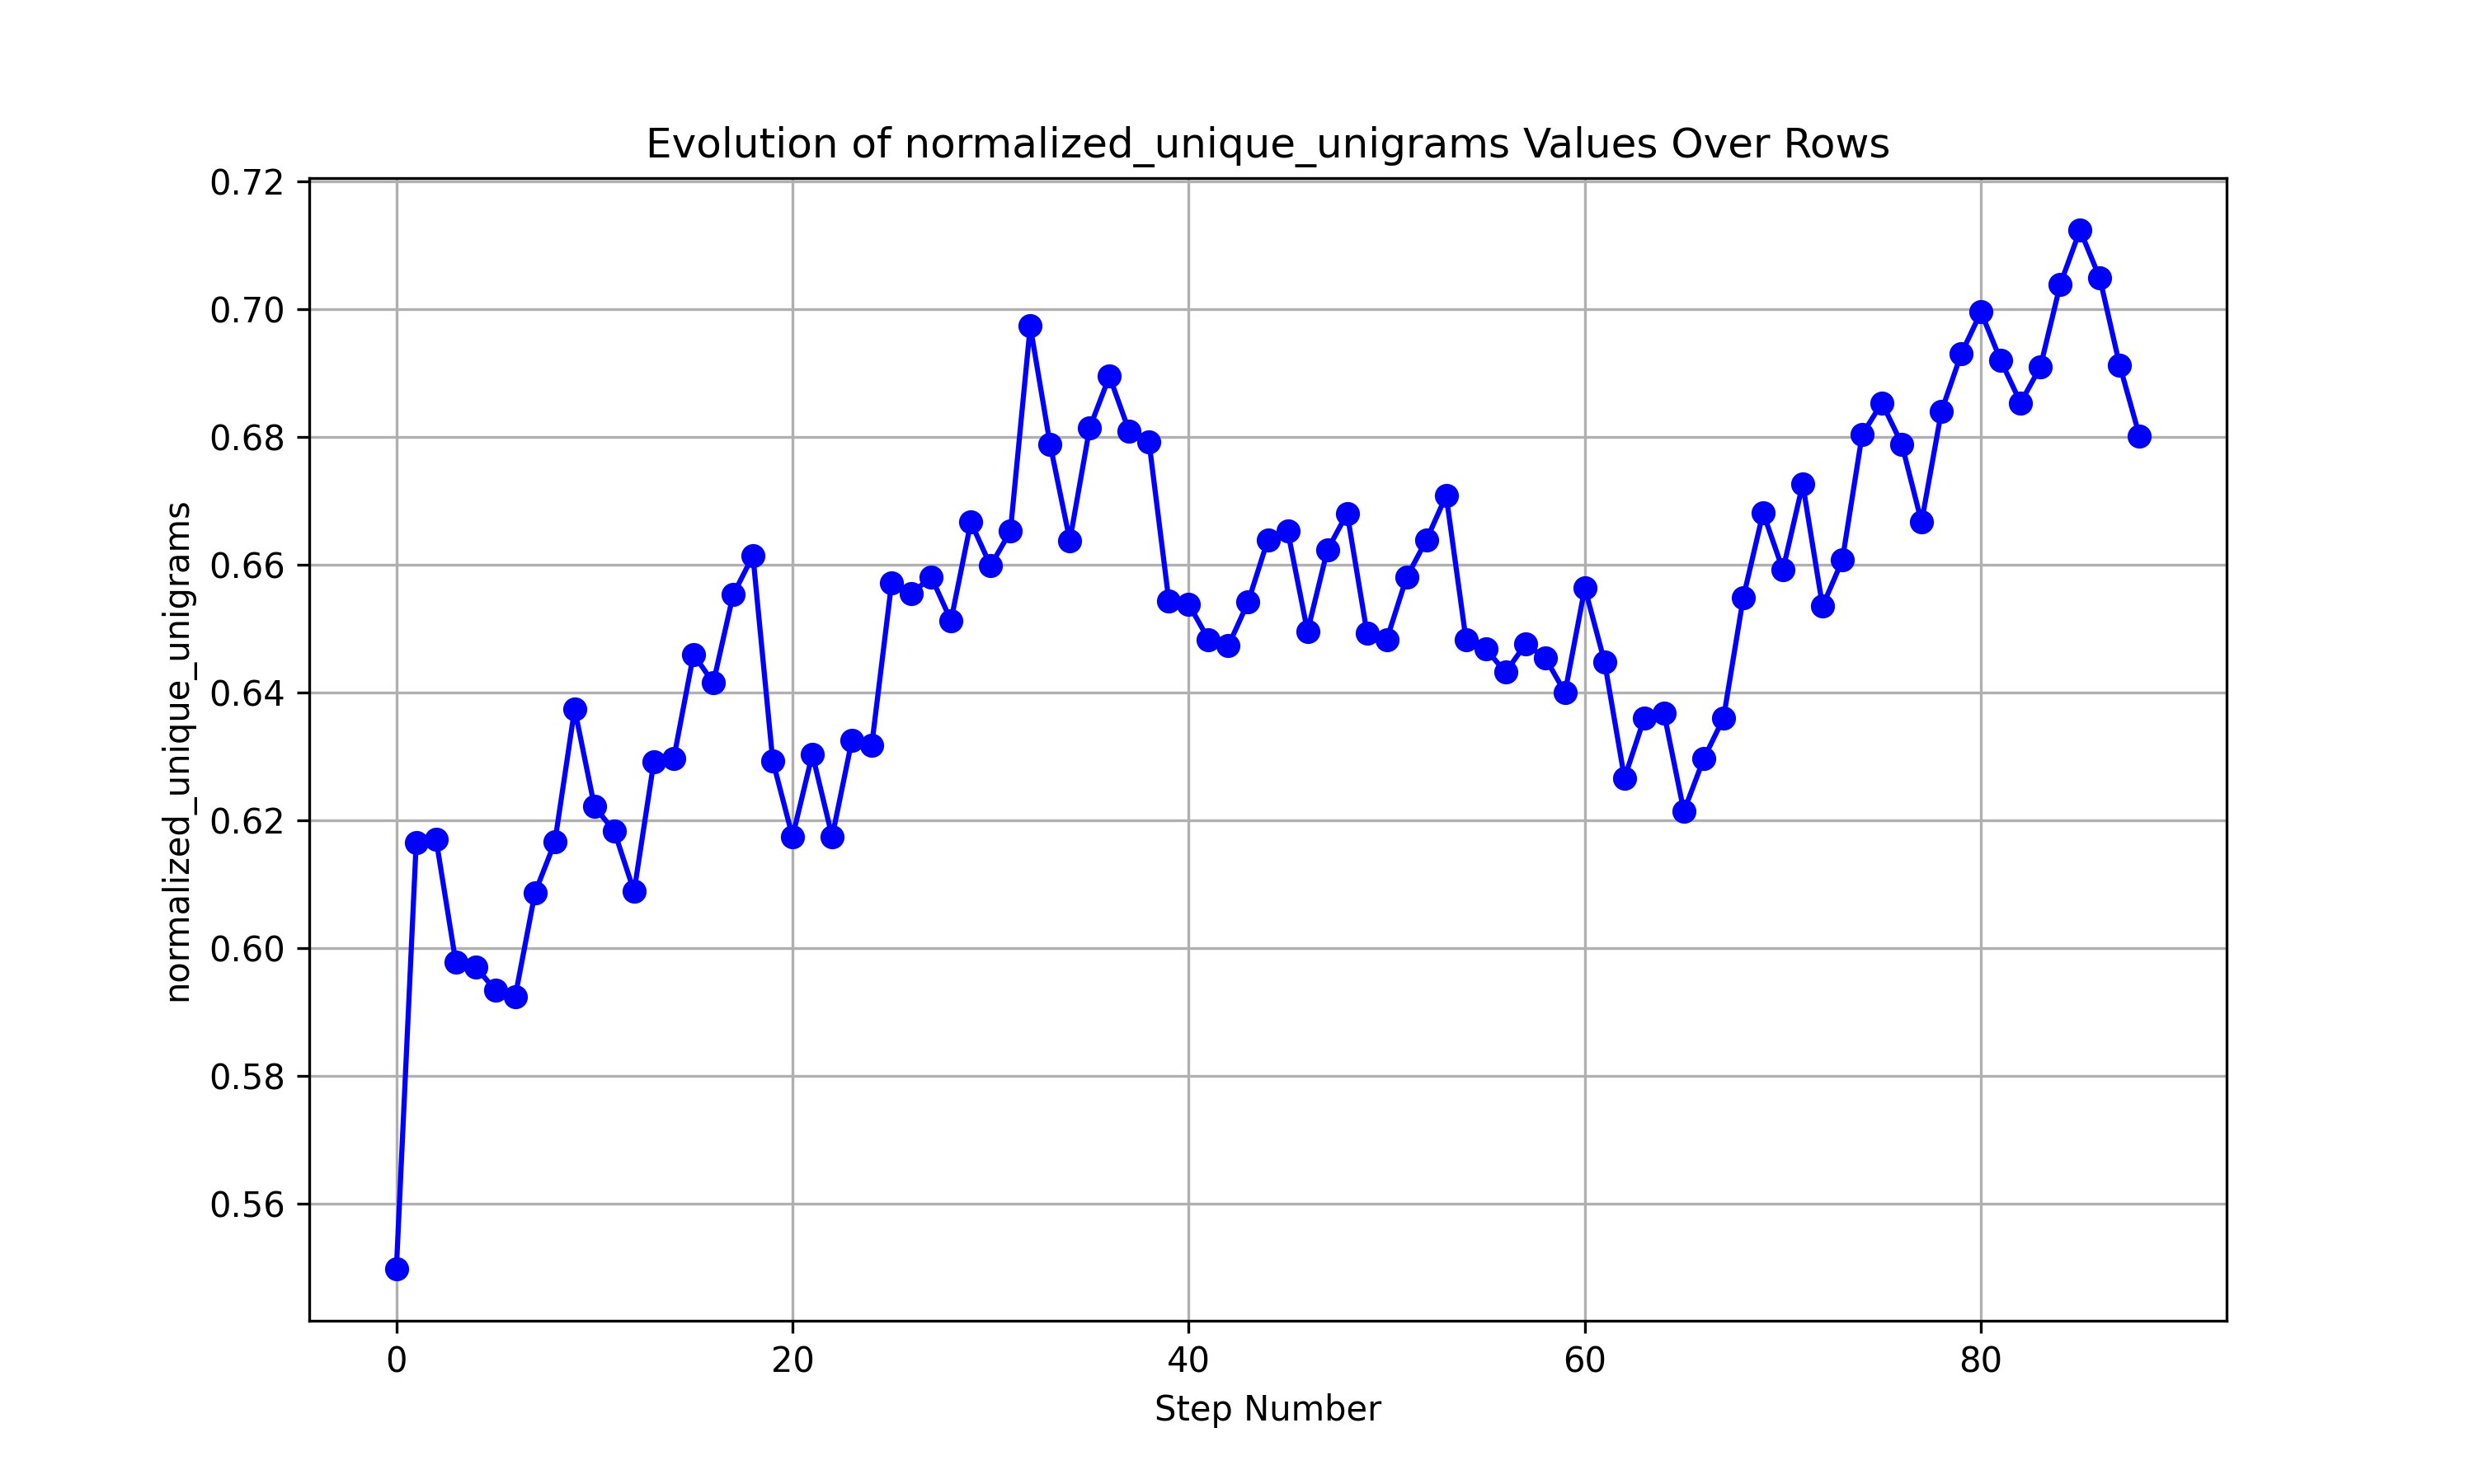 Evolution of normalized_unique_unigrams Values Over Rows
normalized_unique_unigrams
0.72
0.70
0.68
0.66
0.64
0.62
0.60
0.58
0.56
0 20 40 60 80
Step Number